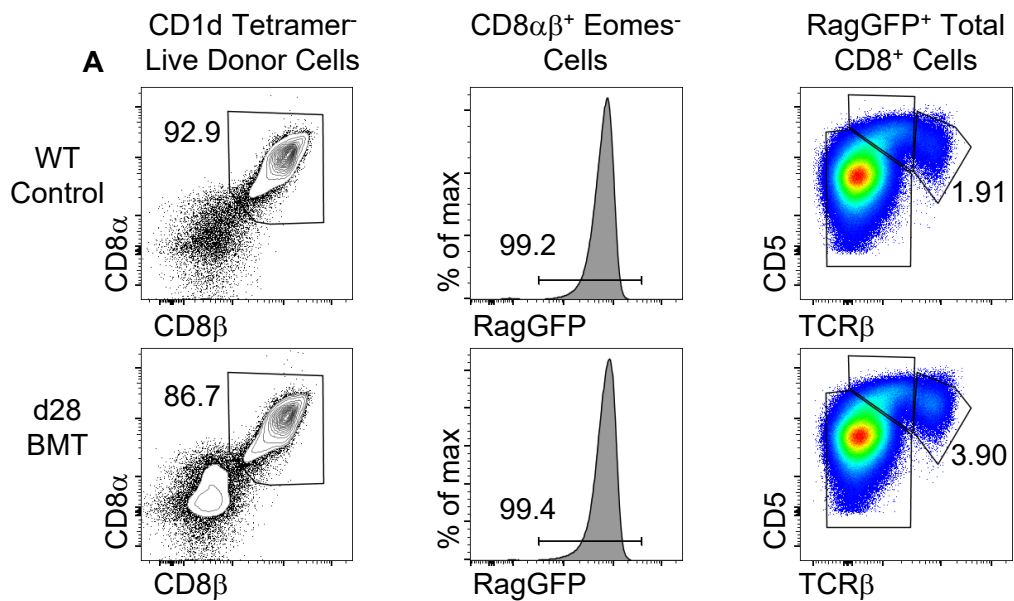 A
CD1d Tetramer⁻
Live Donor Cells
CD8αβ⁺ Eomes⁻
Cells
RagGFP⁺ Total
CD8⁺ Cells
WT
Control
92.9
CD8α
CD8β
99.2
% of max
RagGFP
1.91
CD5
TCRβ
d28
BMT
86.7
CD8α
CD8β
99.4
% of max
RagGFP
3.90
CD5
TCRβ